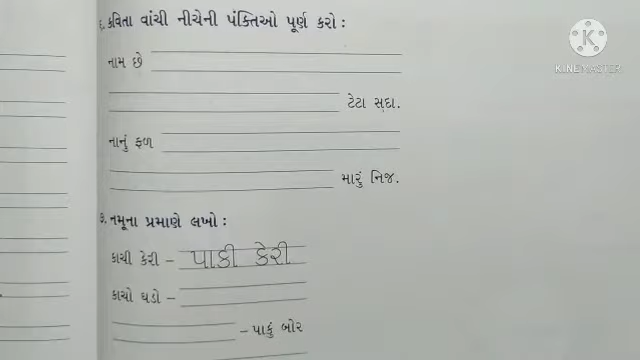 ૬. કવિતા વાંચી નીચેની પંક્તિઓ પૂર્ણ કરો :
નામ છે
ટેટા સદા.
નાનું ફળ
મારું નિજ.
૭. નમૂના પ્રમાણે લખો :
કાચી કેરી - પાકી કેરી
કાચો ઘડો -
- પાકું બોર
KINEMASTER